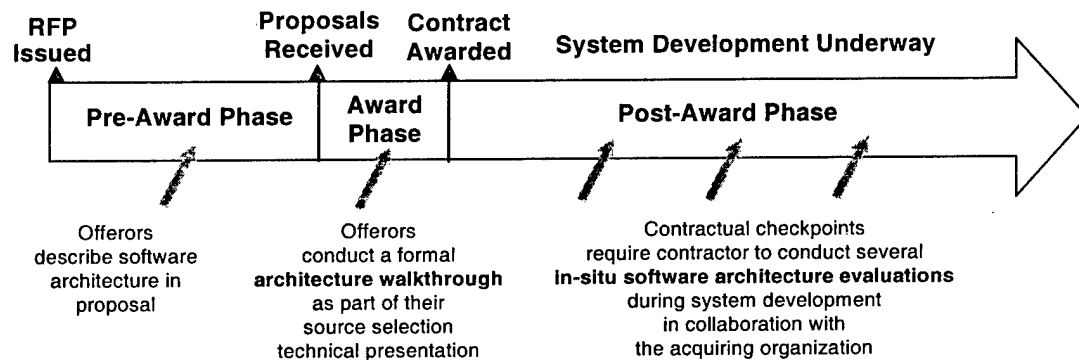 RFP
Issued
Proposals
Received
Contract
Awarded
System Development Underway
Pre-Award Phase
Award
Phase
Post-Award Phase
Offerors
describe software
architecture in
proposal
Offerors
conduct a formal
architecture walkthrough
as part of their
source selection
technical presentation
Contractual checkpoints
require contractor to conduct several
in-situ software architecture evaluations
during system development
in collaboration with
the acquiring organization